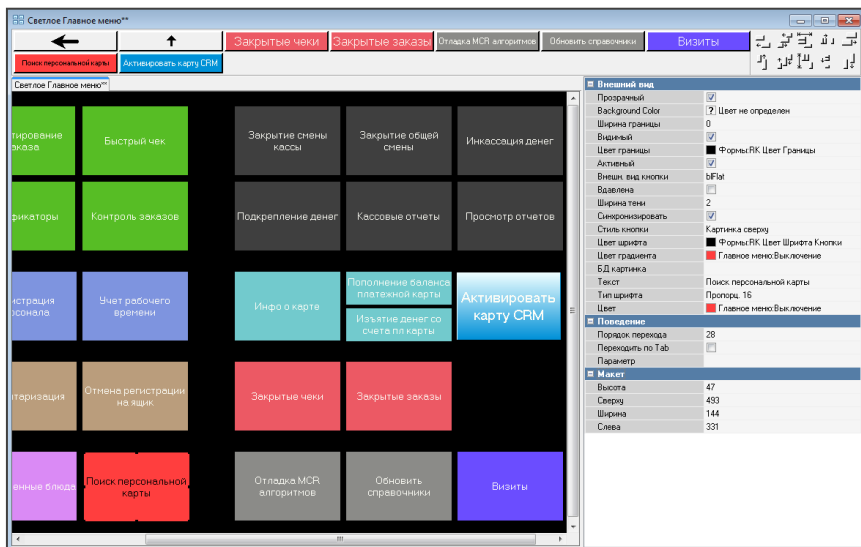 Светлое Главное меню**
Закрытые чеки
Закрытые заказы
Отладка MCR алгоритмов
Обновить справочники
Визиты
Поиск персональной карты
Активировать карту CRM
Светлое Главное меню**
тирование
аказа
Быстрый чек
Закрытие смены
кассы
Закрытие общей
смены
Инкассация денег
фикаторы
Контроль заказов
Подкрепление денег
Кассовые отчеты
Просмотр отчетов
истрация
рсонала
Учет рабочего
времени
Инфо о карте
Пополнение баланса
платежной карты
Изъятие денег со
счета пл карты
Активировать
карту CRM
таризация
Отмена регистрации
на ящик
Закрытые чеки
Закрытые заказы
енные блюда
Поиск персональной
карты
Отладка MCR
алгоритмов
Обновить
справочники
Визиты
Внешний вид
Прозрачный
Background Color ? Цвет не определен
Ширина границы 0
Видимый
Цвет границы Формы:RK Цвет Границы
Активный
Внешн. вид кнопки blFlat
Вдавлена
Ширина тени 2
Синхронизировать
Стиль кнопки Картинка сверху
Цвет шрифта Формы:RK Цвет Шрифта Кнопки
Цвет градиента Главное меню:Выключение
БД картинка
Текст Поиск персональной карты
Тип шрифта Пропорц. 16
Цвет Главное меню:Выключение
Поведение
Порядок перехода 28
Переходить по Tab
Параметр
Макет
Высота 47
Сверху 493
Ширина 144
Слева 331